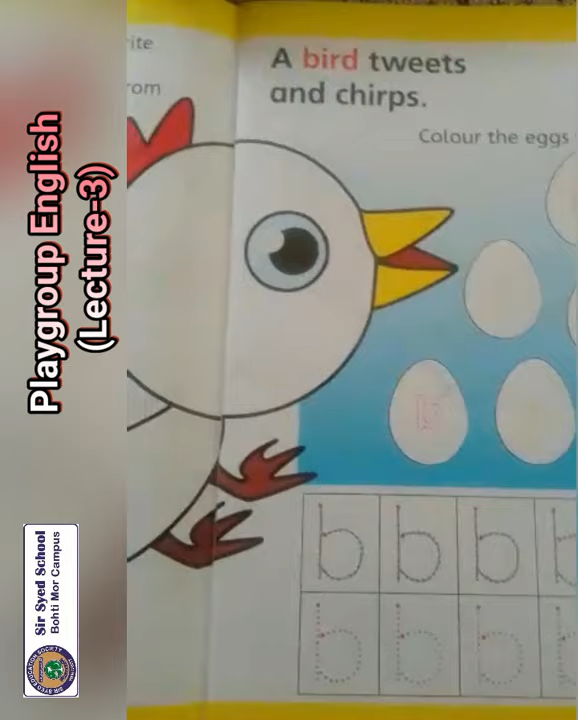 Playgroup English
(Lecture-3)
Sir Syed School
Bohti Mor Campus
ite
rom
A bird tweets
and chirps.
Colour the eggs
b b b b
b b b b